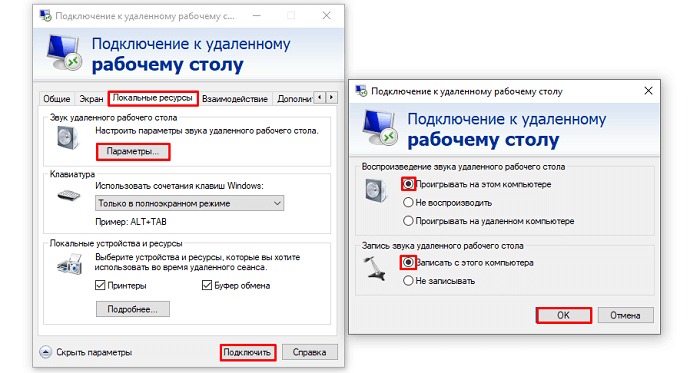 Подключение к удаленному рабочему с...
Подключение к удаленному
рабочему столу
Общие Экран Локальные ресурсы Взаимодействие Дополни
Звук удаленного рабочего стола
Настроить параметры звука удаленного рабочего стола.
Параметры...
Клавиатура
Использовать сочетания клавиш Windows:
Только в полноэкранном режиме
Пример: ALT+TAB
Локальные устройства и ресурсы
Выберите устройства и ресурсы, которые вы хотите
использовать во время удаленного сеанса.
Принтеры Буфер обмена
Подробнее...
Скрыть параметры Подключить Справка
Подключение к удаленному рабочему столу
Подключение к удаленному
рабочему столу
Воспроизведение звука удаленного рабочего стола
Проигрывать на этом компьютере
Не воспроизводить
Проигрывать на удаленном компьютере
Запись звука удаленного рабочего стола
Записать с этого компьютера
Не записывать
ОК Отмена